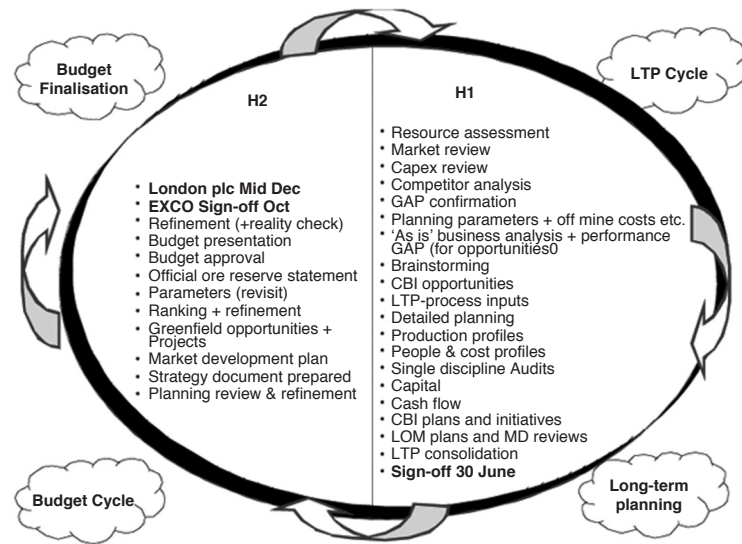 Budget
Finalisation
LTP Cycle
H2
H1
• London plc Mid Dec
• EXCO Sign-off Oct
• Refinement (+reality check)
• Budget presentation
• Budget approval
• Official ore reserve statement
• Parameters (revisit)
• Ranking + refinement
• Greenfield opportunities +
Projects
• Market development plan
• Strategy document prepared
• Planning review & refinement
• Resource assessment
• Market review
• Capex review
• Competitor analysis
• GAP confirmation
• Planning parameters + off mine costs etc.
• ‘As is’ business analysis + performance
GAP (for opportunities0
• Brainstorming
• CBI opportunities
• LTP-process inputs
• Detailed planning
• Production profiles
• People & cost profiles
• Single discipline Audits
• Capital
• Cash flow
• CBI plans and initiatives
• LOM plans and MD reviews
• LTP consolidation
• Sign-off 30 June
Budget Cycle
Long-term
planning